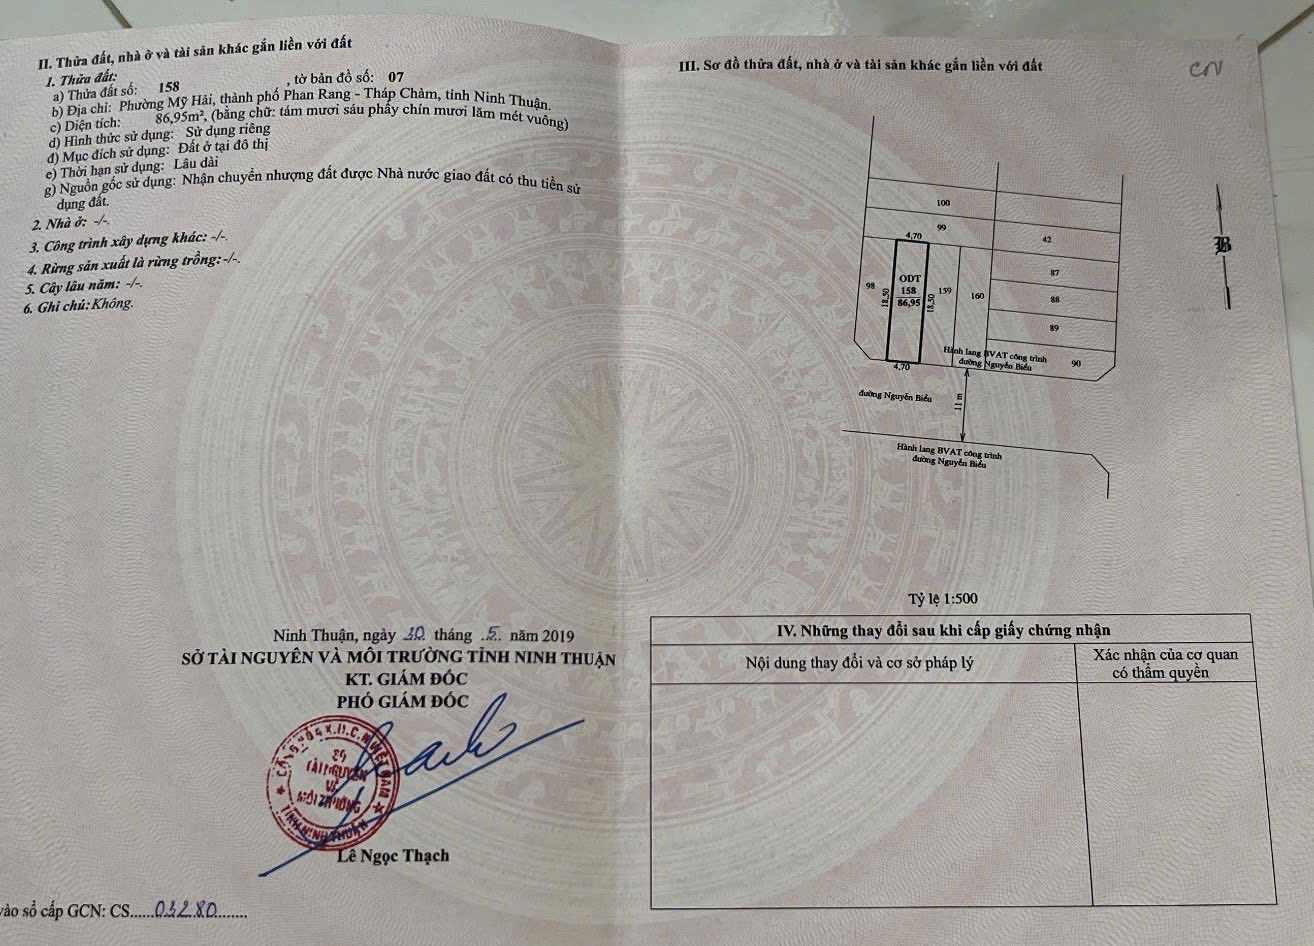 II. Thửa đất, nhà ở và tài sản khác gắn liền với đất
1. Thửa đất:
a) Thửa đất số: 158 , tờ bản đồ số: 07
b) Địa chỉ: Phường Mỹ Hải, thành phố Phan Rang - Tháp Chàm, tỉnh Ninh Thuận.
c) Diện tích: 86,95m², (bằng chữ: tám mươi sáu phẩy chín mươi lăm mét vuông)
d) Hình thức sử dụng: Sử dụng riêng
đ) Mục đích sử dụng: Đất ở tại đô thị
e) Thời hạn sử dụng: Lâu dài
g) Nguồn gốc sử dụng: Nhận chuyển nhượng đất được Nhà nước giao đất có thu tiền sử
dụng đất.
2. Nhà ở: -/-.
3. Công trình xây dựng khác: -/-.
4. Rừng sản xuất là rừng trồng: -/-.
5. Cây lâu năm: -/-.
6. Ghi chú: Không.
Ninh Thuận, ngày 30 tháng 5 năm 2019
SỞ TÀI NGUYÊN VÀ MÔI TRƯỜNG TỈNH NINH THUẬN
KT. GIÁM ĐỐC
PHÓ GIÁM ĐỐC
SỞ
TÀI NGUYÊN
VÀ
MÔI TRƯỜNG
TỈNH NINH THUẬN
Lê Ngọc Thạch
vào sổ cấp GCN: CS......03280.......
III. Sơ đồ thửa đất, nhà ở và tài sản khác gắn liền với đất
CN
100
99
4,70
42
B
87
98
ODT
158
86,95
18,50
18,50
159
160
88
89
90
Hành lang BVAT công trình
đường Nguyễn Biểu
4,70
đường Nguyễn Biểu
11 m
Hành lang BVAT công trình
đường Nguyễn Biểu
Tỷ lệ 1:500
IV. Những thay đổi sau khi cấp giấy chứng nhận
Nội dung thay đổi và cơ sở pháp lý
Xác nhận của cơ quan
có thẩm quyền